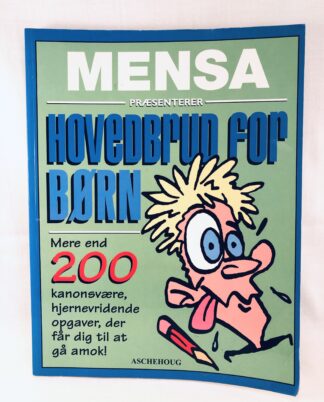 MENSA
PRÆSENTERER
HOVEDBRUD FOR
BØRN
Mere end
200
kanonsvære,
hjernevridende
opgaver, der
får dig til at
gå amok!
ASCHEHOUG